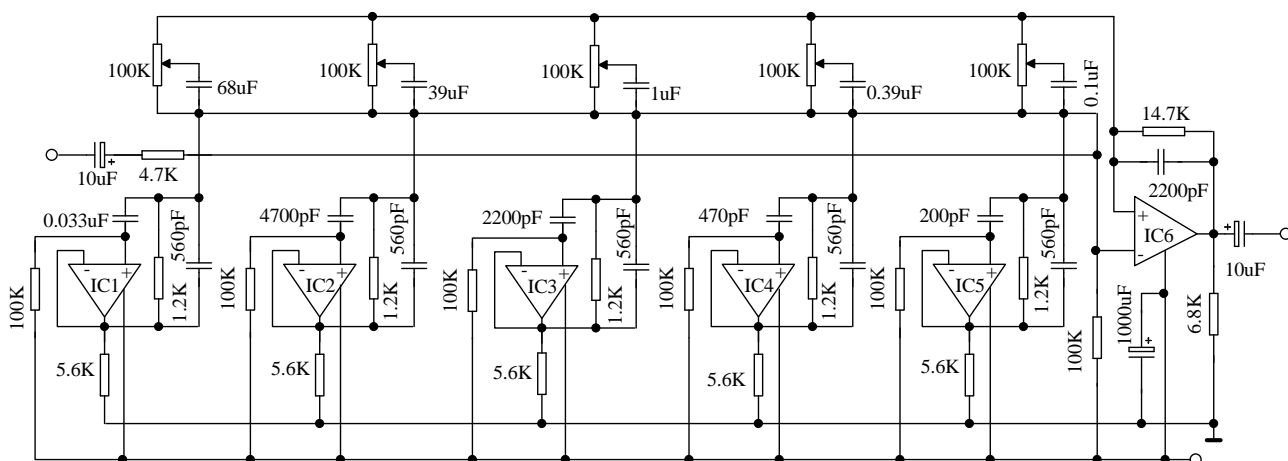 100K
68uF
100K
39uF
100K
1uF
100K
0.39uF
100K
0.1uF
14.7K
2200pF
10uF
4.7K
0.033uF
560pF
4700pF
560pF
2200pF
560pF
470pF
560pF
200pF
560pF
+
-
IC6
+
10uF
100K
- +
IC1
1.2K
100K
- +
IC2
1.2K
100K
- +
IC3
1.2K
100K
- +
IC4
1.2K
100K
- +
IC5
1.2K
100K
1000uF
+
6.8K
+
5.6K
5.6K
5.6K
5.6K
5.6K